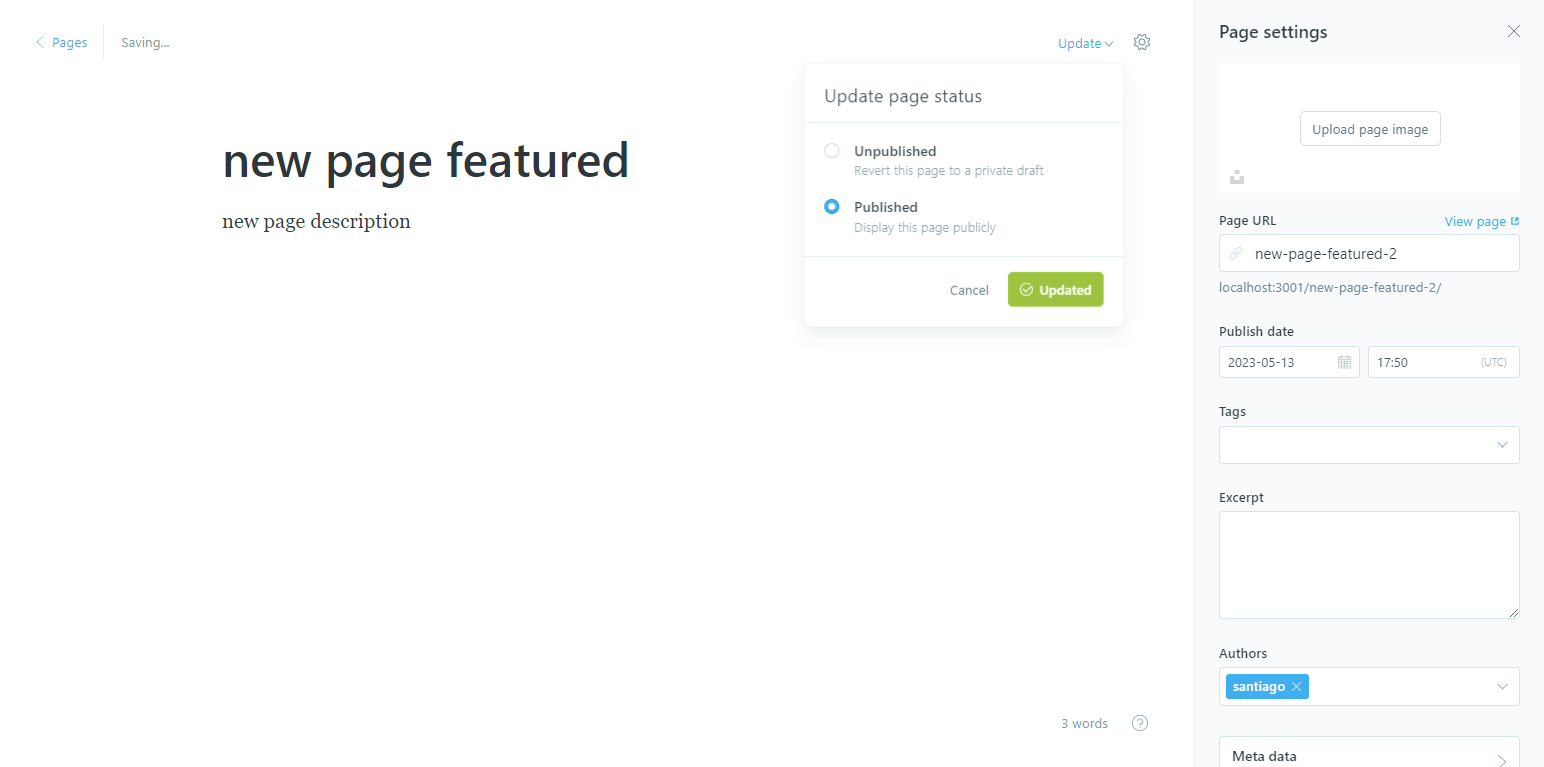 Pages
Saving...
Update
Update page status
Unpublished
Revert this page to a private draft
Published
Display this page publicly
Cancel
Updated
new page featured
new page description
3 words
?
Page settings
Upload page image
Page URL
View page
new-page-featured-2
localhost:3001/new-page-featured-2/
Publish date
2023-05-13
17:50 (UTC)
Tags
Excerpt
Authors
santiago
Meta data